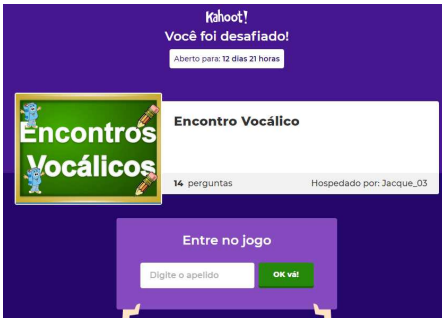 Kahoot!
Você foi desafiado!
Aberto para: 12 dias 21 horas
Encontros
Vocálicos
Encontro Vocálico
14 perguntas
Hospedado por: Jacque_03
Entre no jogo
Digite o apelido
OK vá!